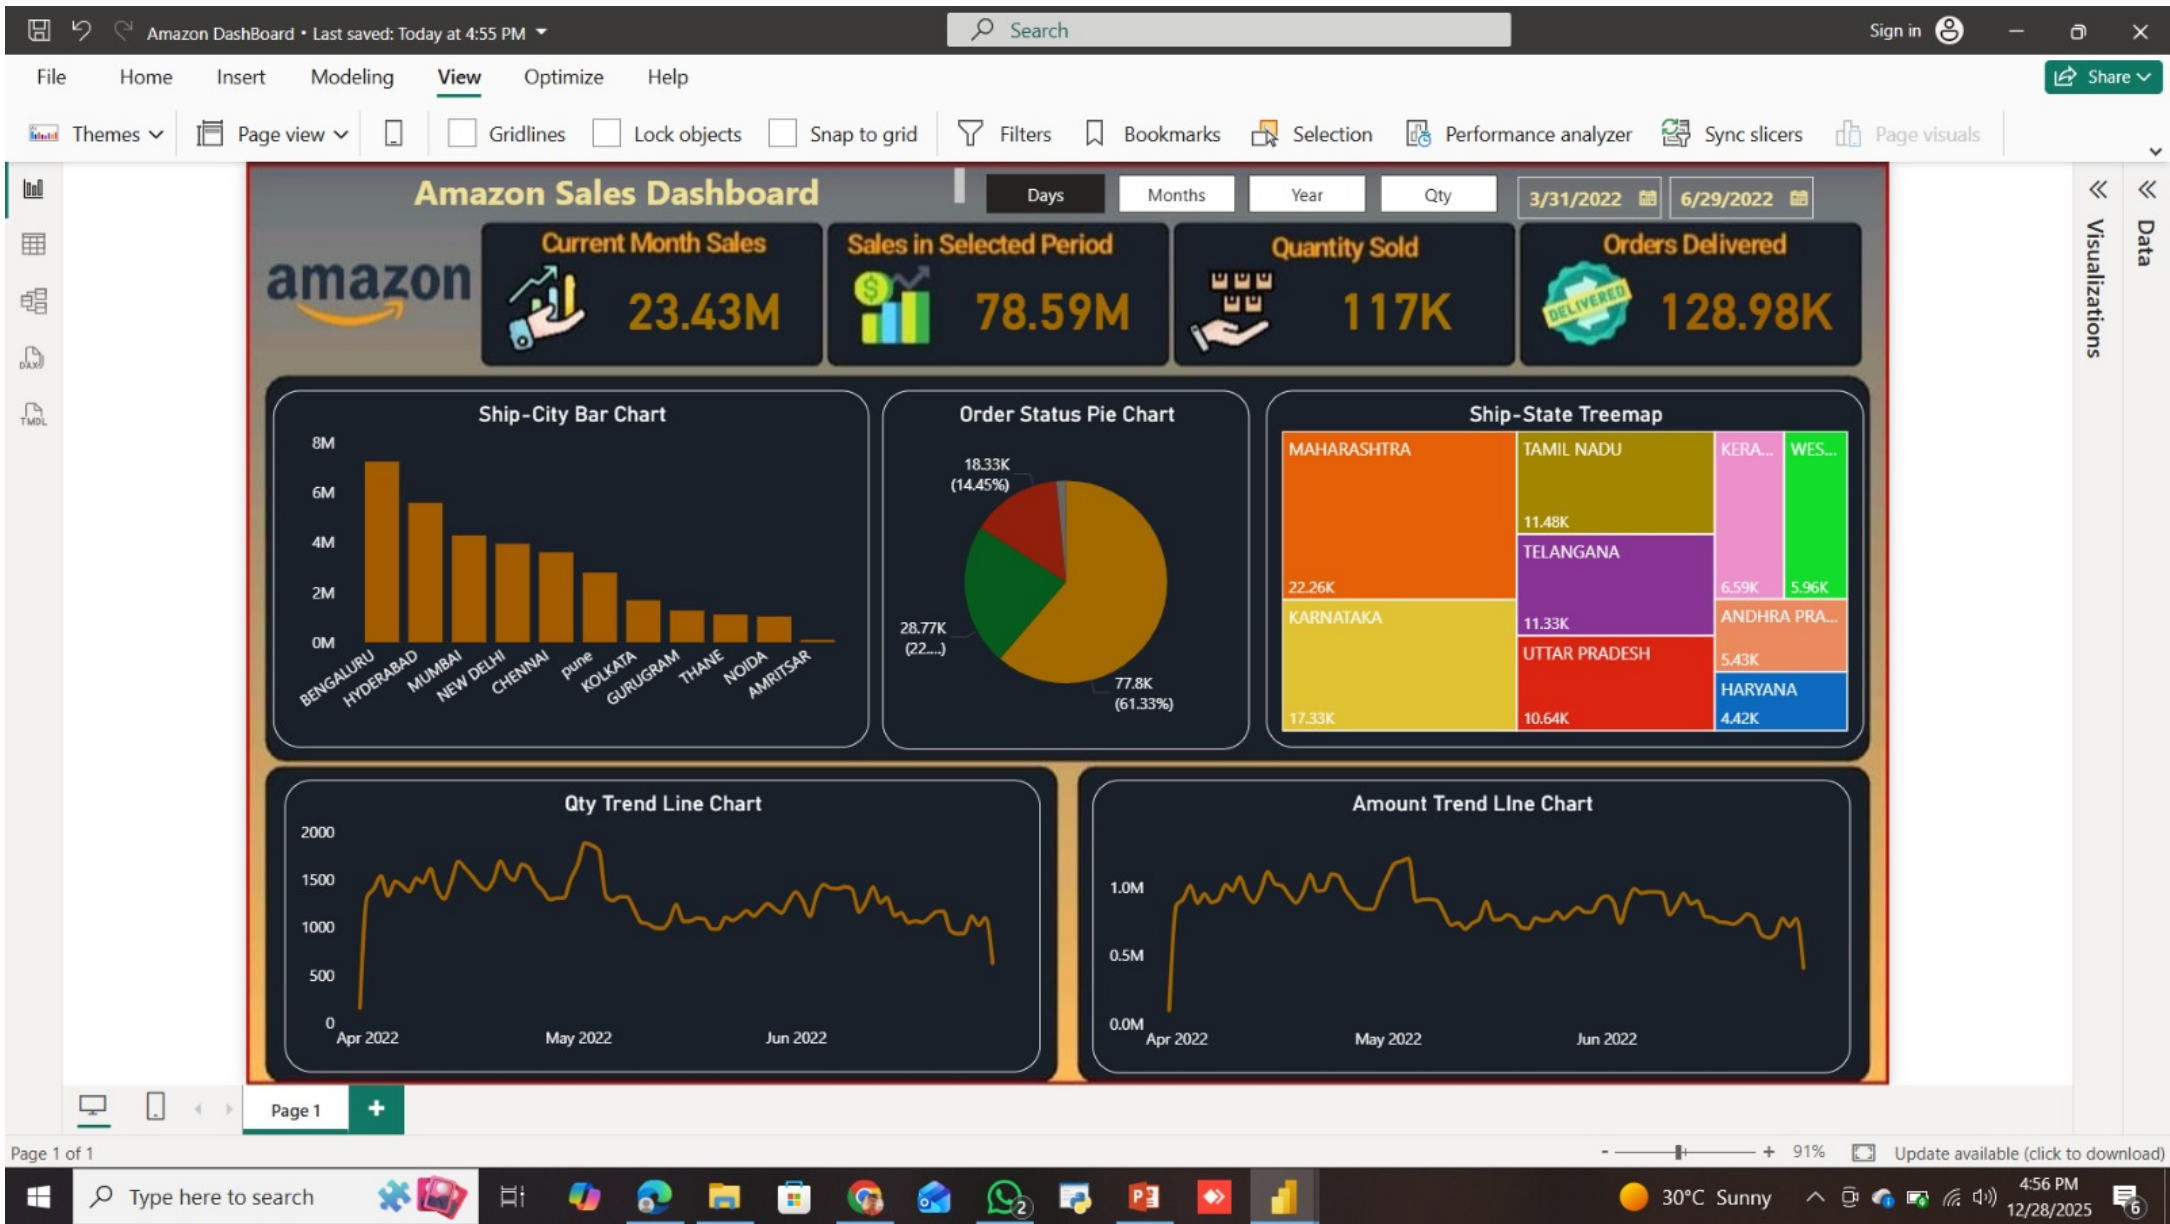 Amazon DashBoard • Last saved: Today at 4:55 PM
Search
Sign in
File Home Insert Modeling View Optimize Help
Share
Themes Page view Gridlines Lock objects Snap to grid Filters Bookmarks Selection Performance analyzer Sync slicers Page visuals
DAX
TMDL
Amazon Sales Dashboard
Days Months Year Qty
3/31/2022 6/29/2022
amazon
Current Month Sales
23.43M
Sales in Selected Period
78.59M
Quantity Sold
117K
Orders Delivered
DELIVERED
128.98K
Visualizations
Data
Ship-City Bar Chart
8M
6M
4M
2M
0M
BENGALURU
HYDERABAD
MUMBAI
NEW DELHI
CHENNAI
pune
KOLKATA
GURUGRAM
THANE
NOIDA
AMRITSAR
Order Status Pie Chart
18.33K
(14.45%)
28.77K
(22....)
77.8K
(61.33%)
Ship-State Treemap
MAHARASHTRA
22.26K
KARNATAKA
17.33K
TAMIL NADU
11.48K
TELANGANA
11.33K
UTTAR PRADESH
10.64K
KERA...
6.59K
WES...
5.96K
ANDHRA PRA...
5.43K
HARYANA
4.42K
Qty Trend Line Chart
2000
1500
1000
500
0
Apr 2022 May 2022 Jun 2022
Amount Trend LIne Chart
1.0M
0.5M
0.0M
Apr 2022 May 2022 Jun 2022
Page 1
Page 1 of 1
91%
Update available (click to download)
Type here to search
2
30°C Sunny
4:56 PM
12/28/2025
6